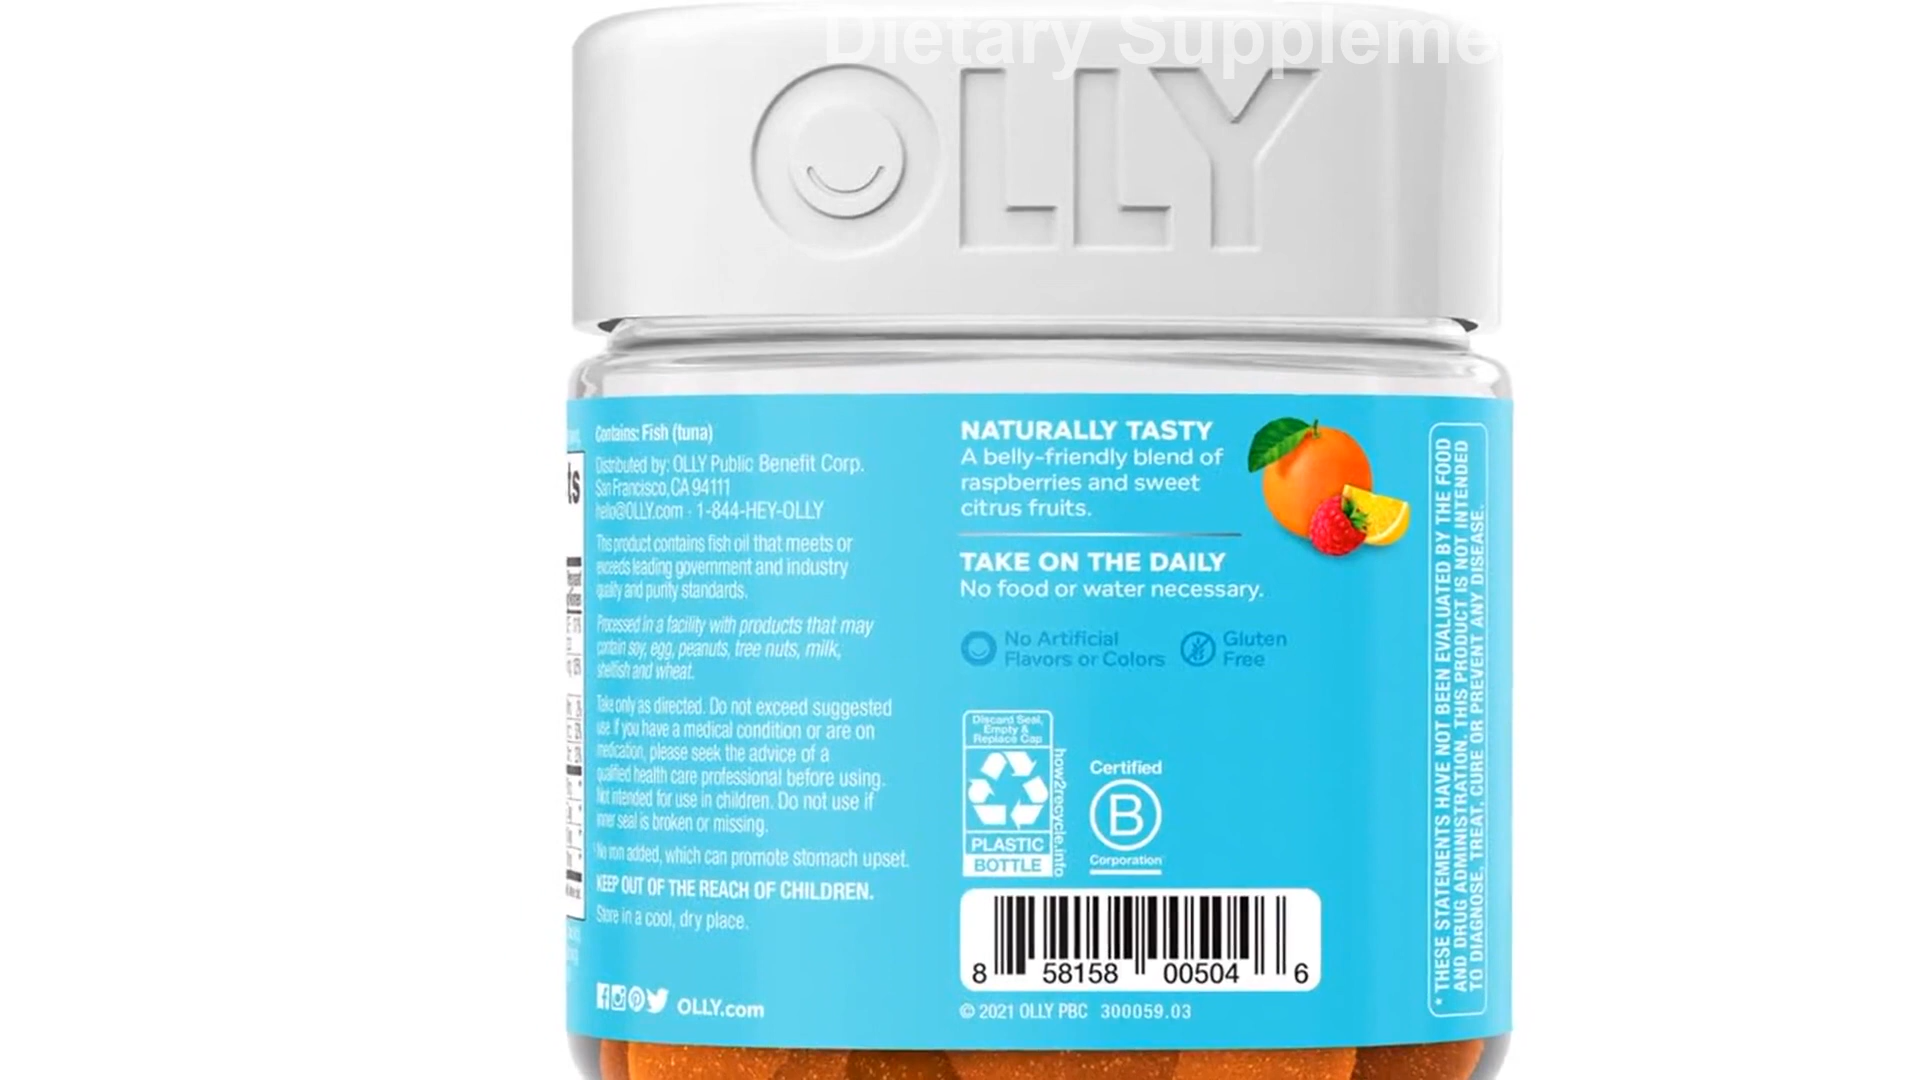 Dietary Suppleme
OLLY
ts
Contains: Fish (tuna)
Distributed by: OLLY Public Benefit Corp.
San Francisco, CA 94111
hello@OLLY.com · 1-844-HEY-OLLY
This product contains fish oil that meets or
exceeds leading government and industry
quality and purity standards.
Processed in a facility with products that may
contain soy, egg, peanuts, tree nuts, milk,
shellfish and wheat.
Take only as directed. Do not exceed suggested
use. If you have a medical condition or are on
medication, please seek the advice of a
qualified health care professional before using.
Not intended for use in children. Do not use if
inner seal is broken or missing.
No iron added, which can promote stomach upset.
KEEP OUT OF THE REACH OF CHILDREN.
Store in a cool, dry place.
OLLY.com
NATURALLY TASTY
A belly-friendly blend of
raspberries and sweet
citrus fruits.
TAKE ON THE DAILY
No food or water necessary.
No Artificial
Flavors or Colors
Gluten
Free
Discard Seal,
Empty &
Replace Cap
PLASTIC
BOTTLE
how2recycle.info
Certified
B
Corporation
8 58158 00504 6
© 2021 OLLY PBC 300059.03
* THESE STATEMENTS HAVE NOT BEEN EVALUATED BY THE FOOD
AND DRUG ADMINISTRATION. THIS PRODUCT IS NOT INTENDED
TO DIAGNOSE, TREAT, CURE OR PREVENT ANY DISEASE.